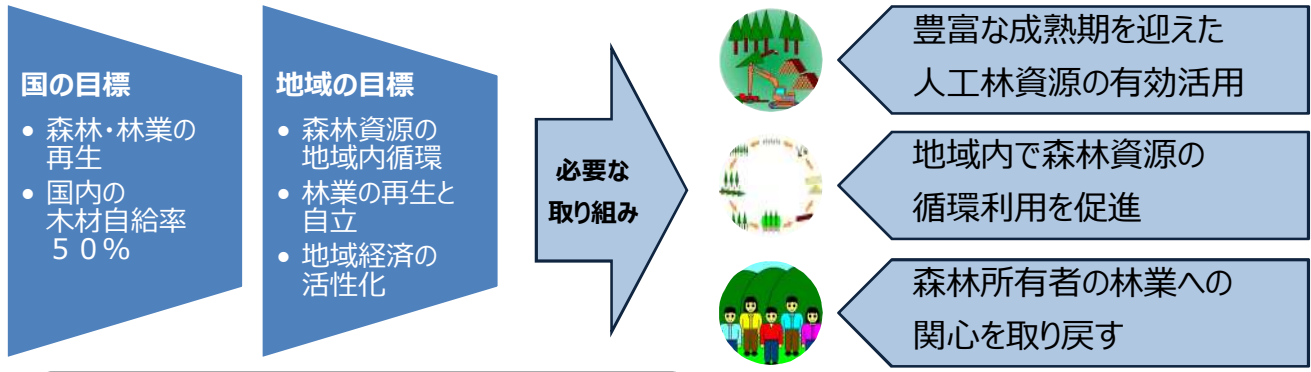 国の目標
• 森林・林業の
再生
• 国内の
木材自給率
５０％
地域の目標
• 森林資源の
地域内循環
• 林業の再生と
自立
• 地域経済の
活性化
必要な
取り組み
豊富な成熟期を迎えた
人工林資源の有効活用
地域内で森林資源の
循環利用を促進
森林所有者の林業への
関心を取り戻す